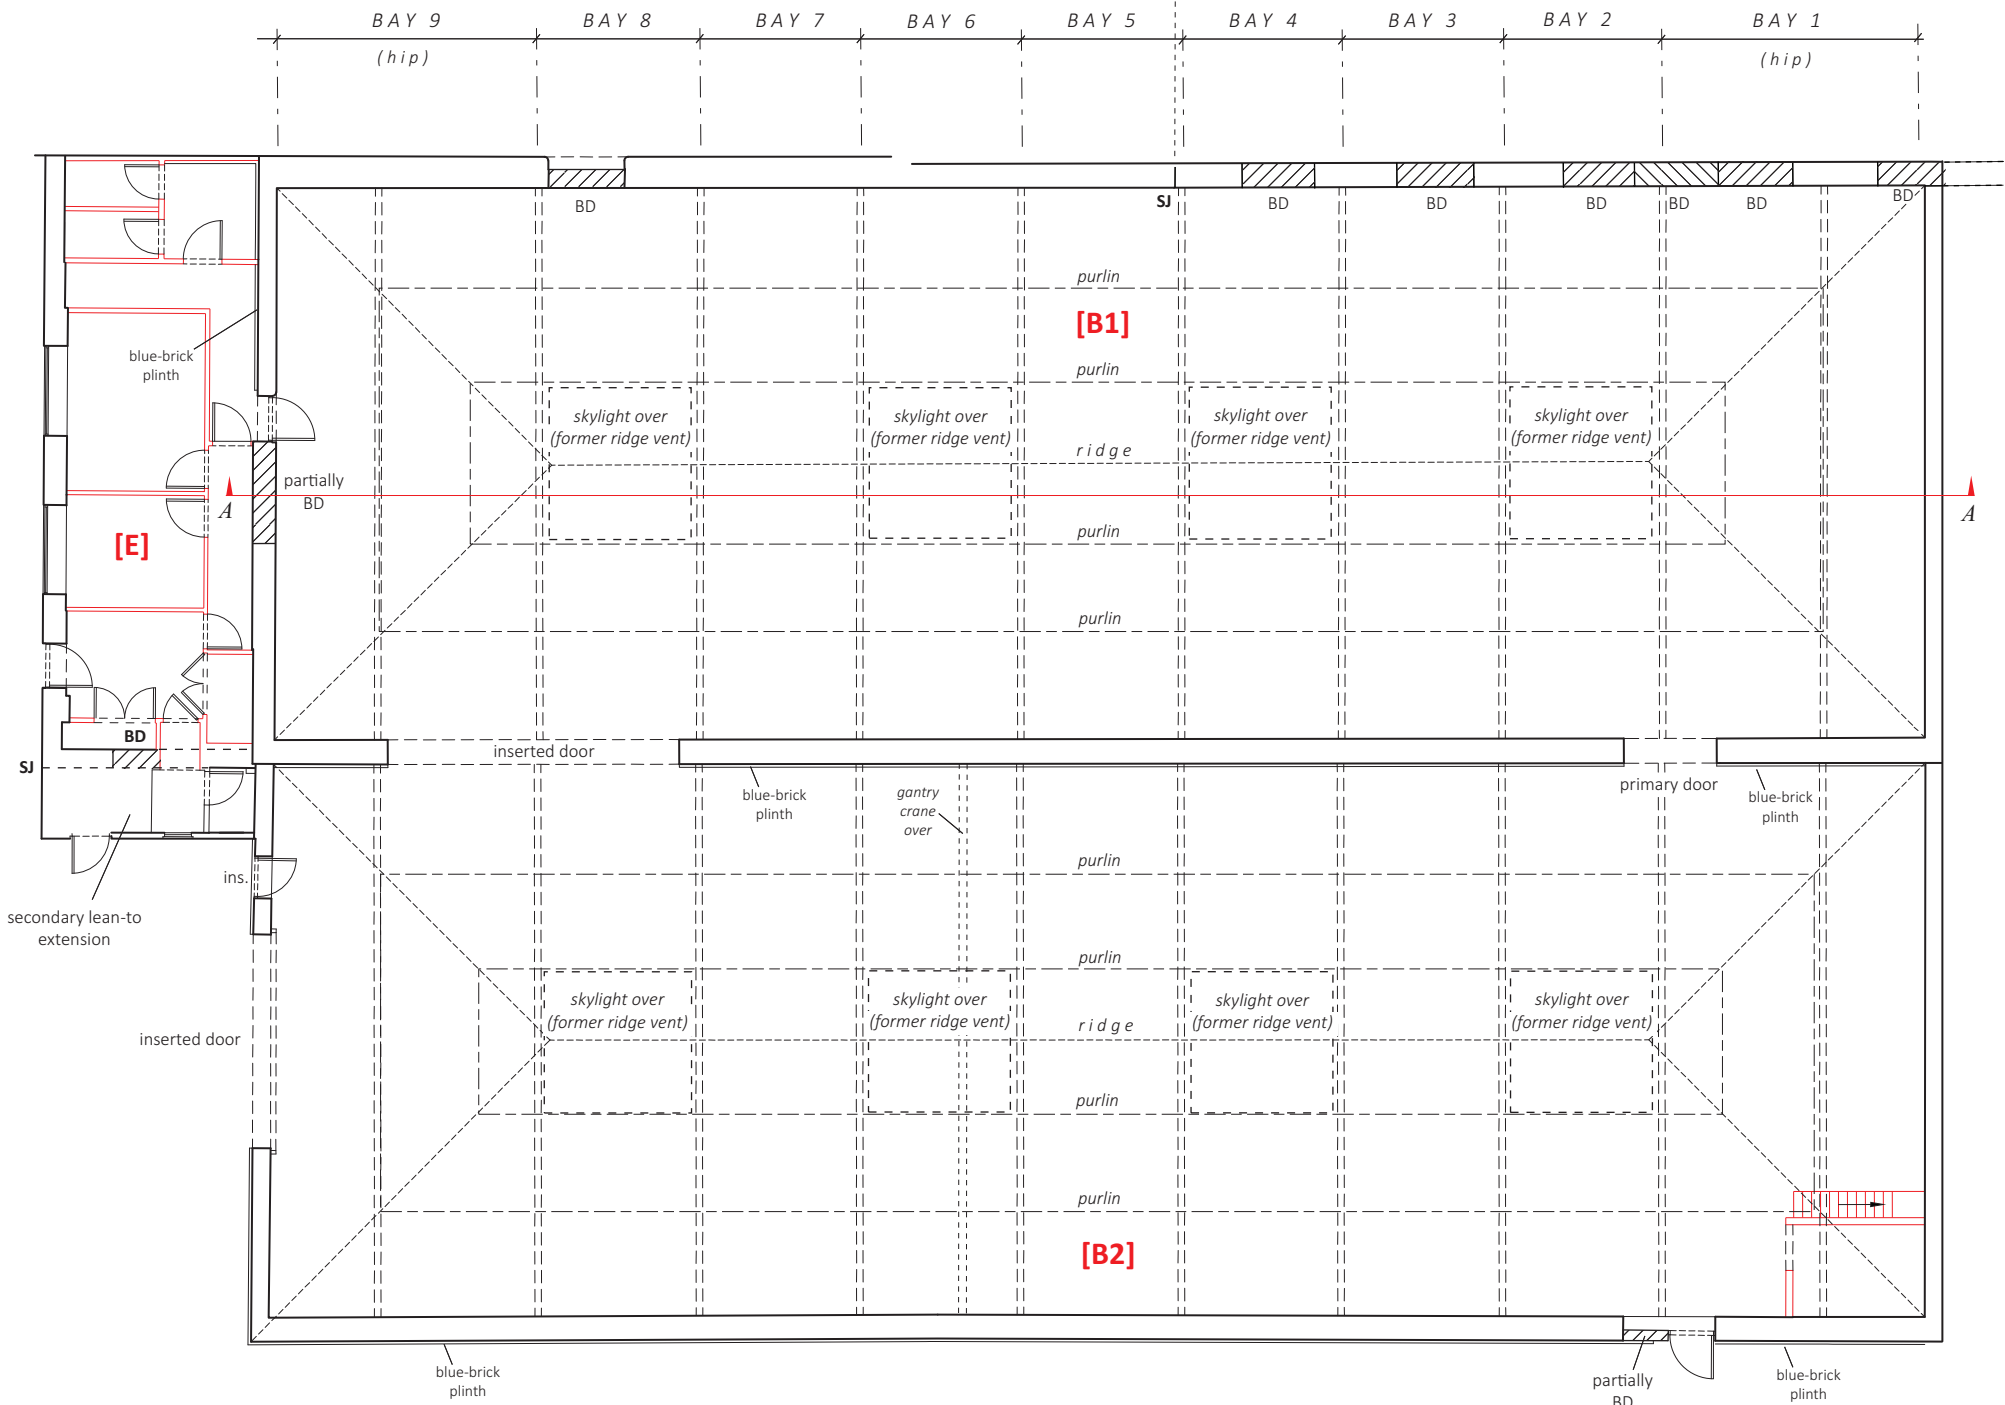 BAY 9 BAY 8 BAY 7 BAY 6 BAY 5 BAY 4 BAY 3 BAY 2 BAY 1
(hip) (hip)
BD SJ BD BD BD BD BD BD
purlin
[B1]
blue-brick
plinth
purlin
skylight over
(former ridge vent)
skylight over
(former ridge vent)
skylight over
(former ridge vent)
skylight over
(former ridge vent)
ridge
partially
BD
A A
[E]
purlin
purlin
BD
inserted door
SJ
primary door
blue-brick
plinth
gantry
crane
over
blue-brick
plinth
purlin
ins.
secondary lean-to
extension
purlin
skylight over
(former ridge vent)
skylight over
(former ridge vent)
skylight over
(former ridge vent)
skylight over
(former ridge vent)
ridge
inserted door
purlin
purlin
[B2]
blue-brick
plinth
partially
BD
blue-brick
plinth